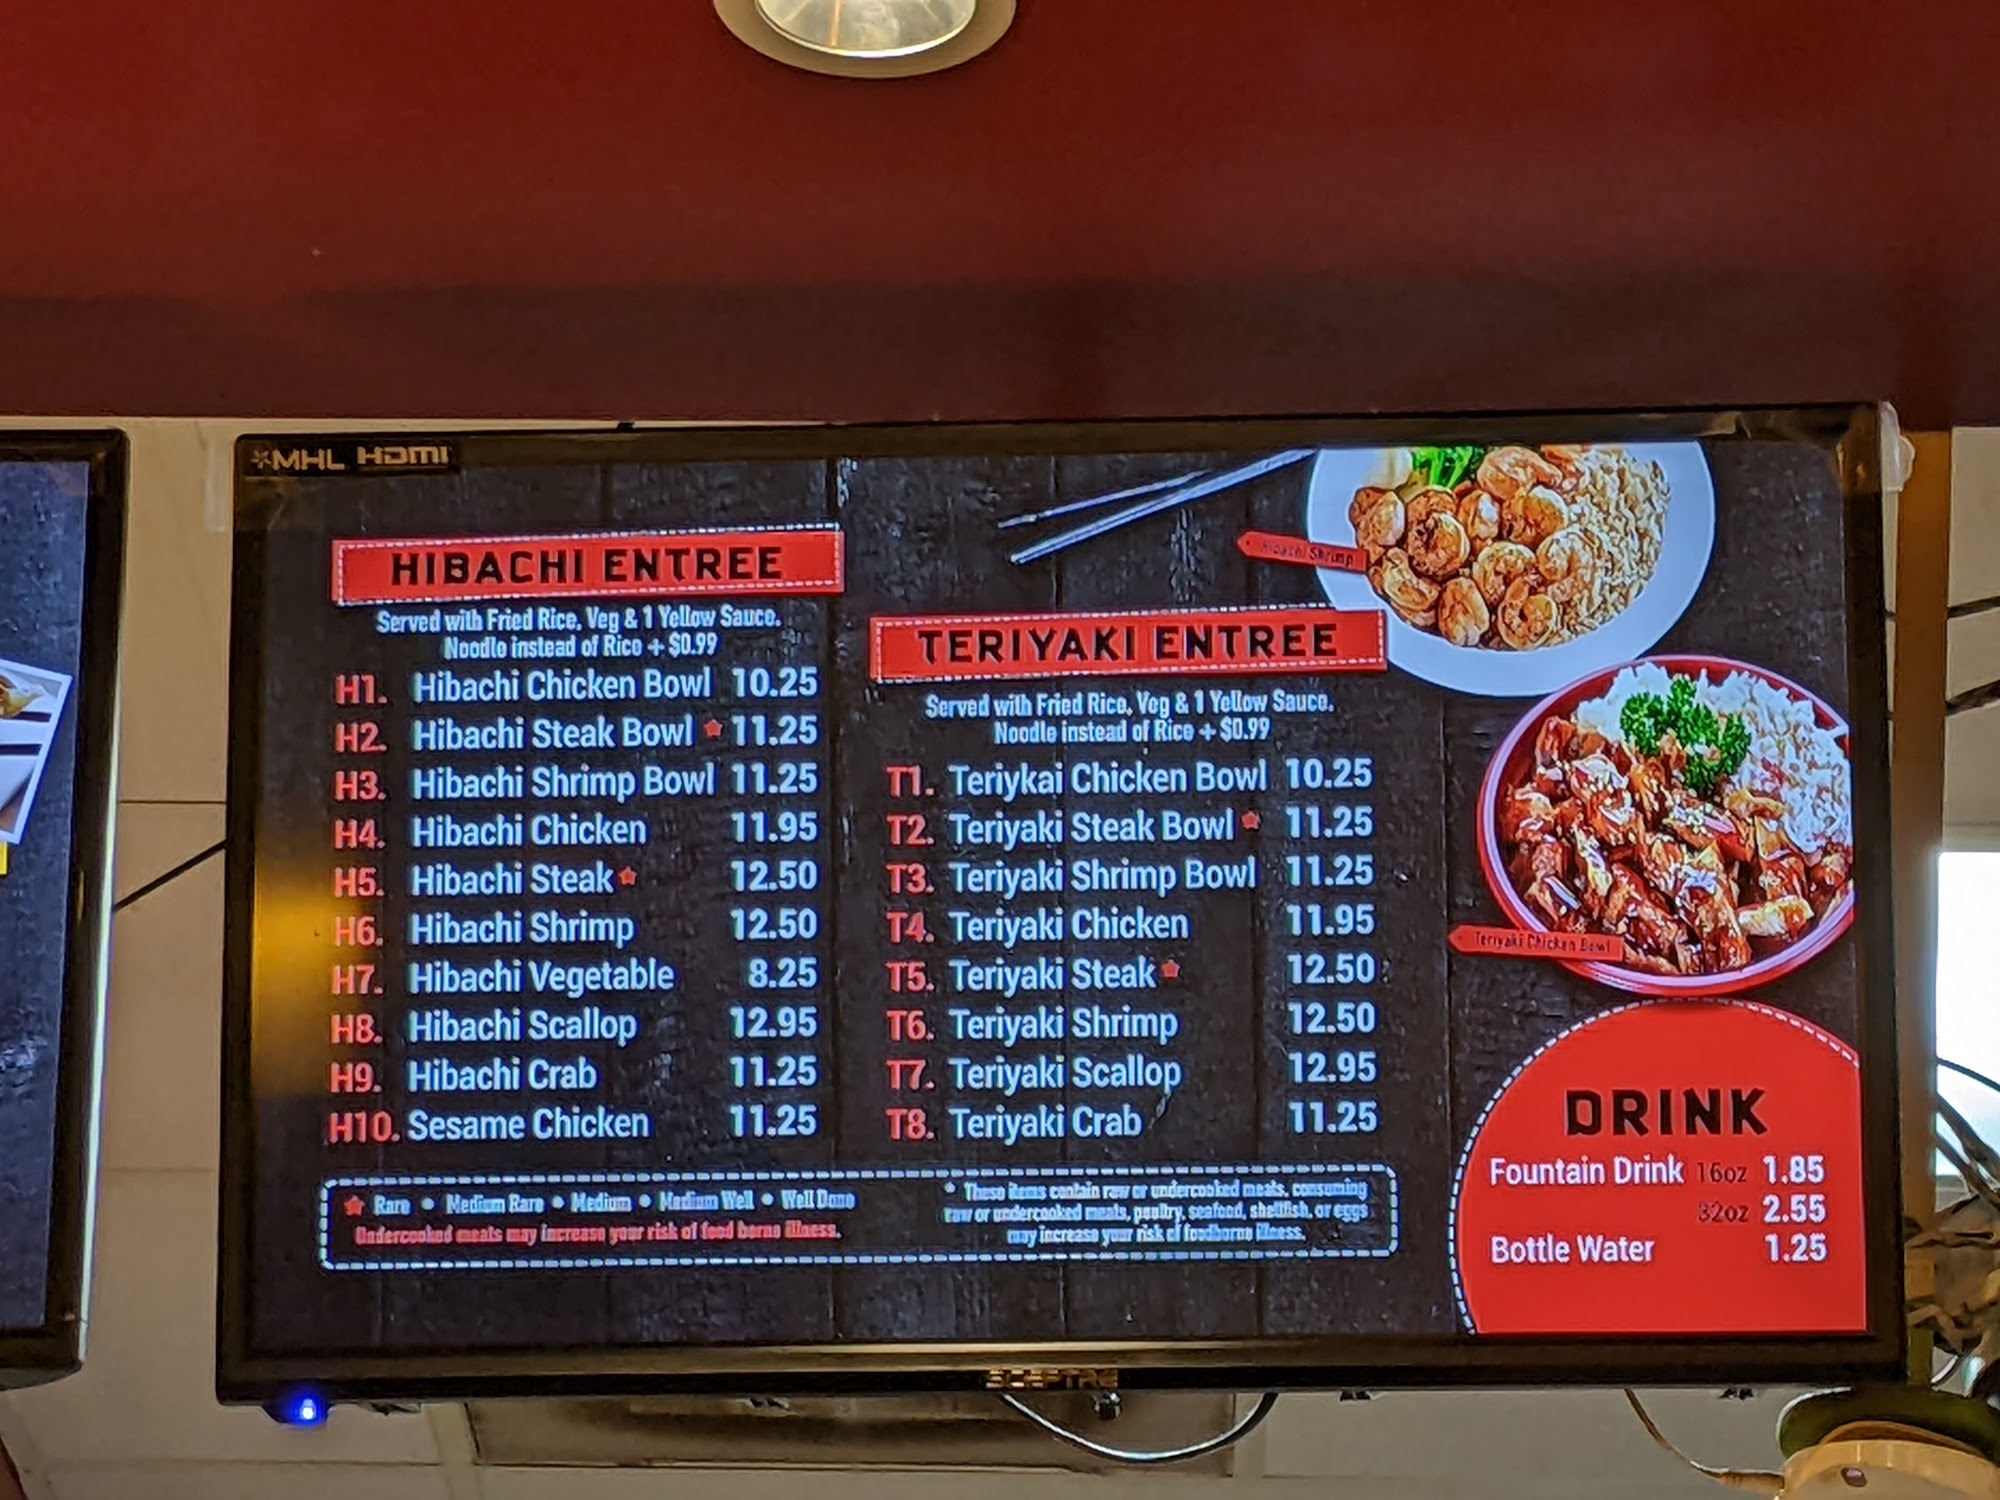 MHL HDMI
HIBACHI ENTREE
Served with Fried Rice, Veg & 1 Yellow Sauce.
Noodle instead of Rice + $0.99
H1. Hibachi Chicken Bowl 10.25
H2. Hibachi Steak Bowl 11.25
H3. Hibachi Shrimp Bowl 11.25
H4. Hibachi Chicken 11.95
H5. Hibachi Steak 12.50
H6. Hibachi Shrimp 12.50
H7. Hibachi Vegetable 8.25
H8. Hibachi Scallop 12.95
H9. Hibachi Crab 11.25
H10. Sesame Chicken 11.25
Hibachi Shrimp
TERIYAKI ENTREE
Served with Fried Rice, Veg & 1 Yellow Sauce.
Noodle instead of Rice + $0.99
T1. Teriykai Chicken Bowl 10.25
T2. Teriyaki Steak Bowl 11.25
T3. Teriyaki Shrimp Bowl 11.25
T4. Teriyaki Chicken 11.95
T5. Teriyaki Steak 12.50
T6. Teriyaki Shrimp 12.50
T7. Teriyaki Scallop 12.95
T8. Teriyaki Crab 11.25
Teriyaki Chicken Bowl
Rare • Medium Rare • Medium • Medium Well • Well Done
Undercooked meats may increase your risk of food borne illness.
* These items contain raw or undercooked meats, consuming
raw or undercooked meats, poultry, seafood, shellfish, or eggs
may increase your risk of foodborne illness.
DRINK
Fountain Drink 16oz 1.85
32oz 2.55
Bottle Water 1.25
SCEPTRE